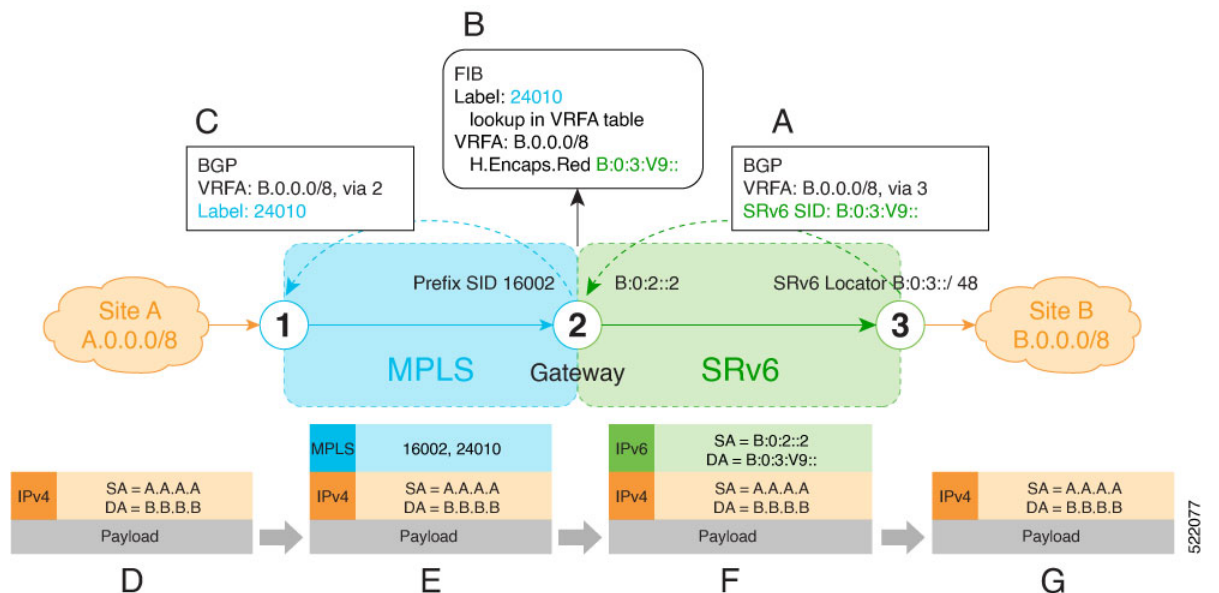 B
FIB
Label: 24010
lookup in VRFA table
VRFA: B.0.0.0/8
H.Encaps.Red B:0:3:V9::
C
BGP
VRFA: B.0.0.0/8, via 2
Label: 24010
A
BGP
VRFA: B.0.0.0/8, via 3
SRv6 SID: B:0:3:V9::
Prefix SID 16002
B:0:2::2
SRv6 Locator B:0:3::/ 48
Site A
A.0.0.0/8
1
2
3
Site B
B.0.0.0/8
MPLS
Gateway
SRv6
IPv4
SA = A.A.A.A
DA = B.B.B.B
Payload
D
MPLS
16002, 24010
IPv4
SA = A.A.A.A
DA = B.B.B.B
Payload
E
IPv6
SA = B:0:2::2
DA = B:0:3:V9::
IPv4
SA = A.A.A.A
DA = B.B.B.B
Payload
F
IPv4
SA = A.A.A.A
DA = B.B.B.B
Payload
G
522077